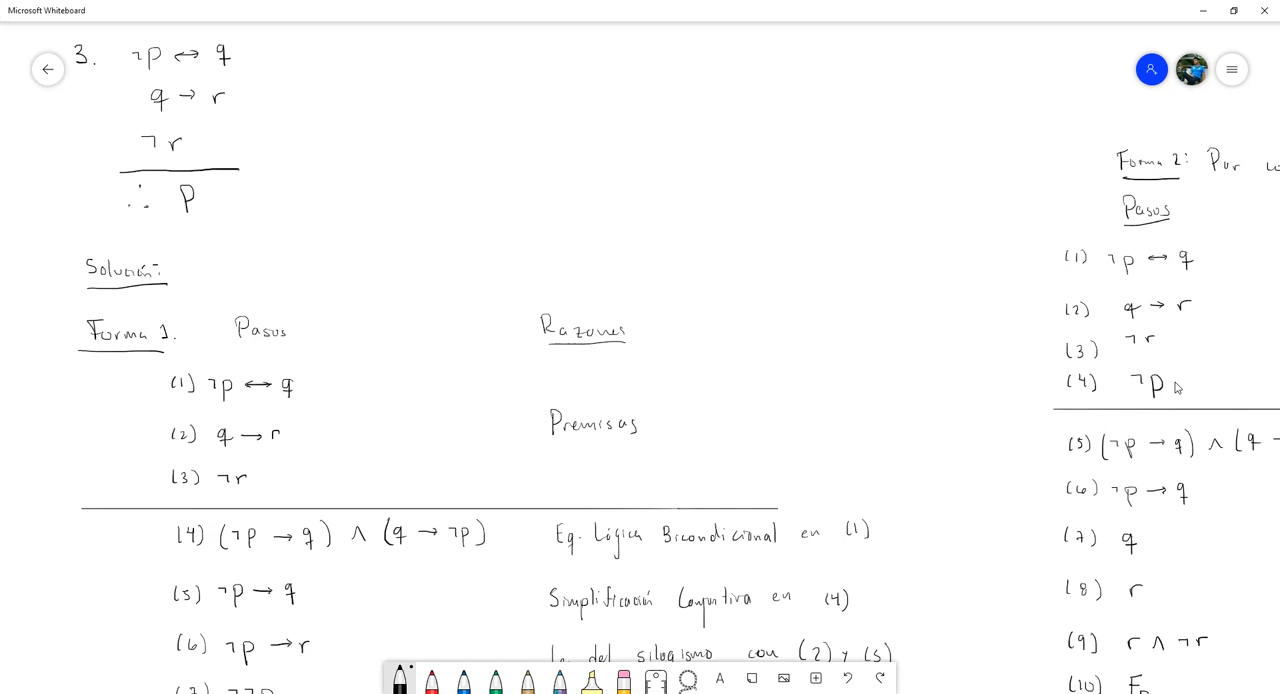 Microsoft Whiteboard
3. ¬p ↔ q
q → r
¬r
∴ p
Solución:
Forma 1. Pasos Razones
(1) ¬p ↔ q
(2) q → r Premisas
(3) ¬r
(4) (¬p → q) ∧ (q → ¬p) Eq. Lógica Bicondicional en (1)
(5) ¬p → q Simplificación Conjuntiva en (4)
(6) ¬p → r del silogismo con (2) y (5)
Forma 2: Por
Pasos
(1) ¬p ↔ q
(2) q → r
(3) ¬r
(4) ¬p
(5) (¬p → q) ∧ (q
(6) ¬p → q
(7) q
(8) r
(9) r ∧ ¬r
(10) F
A